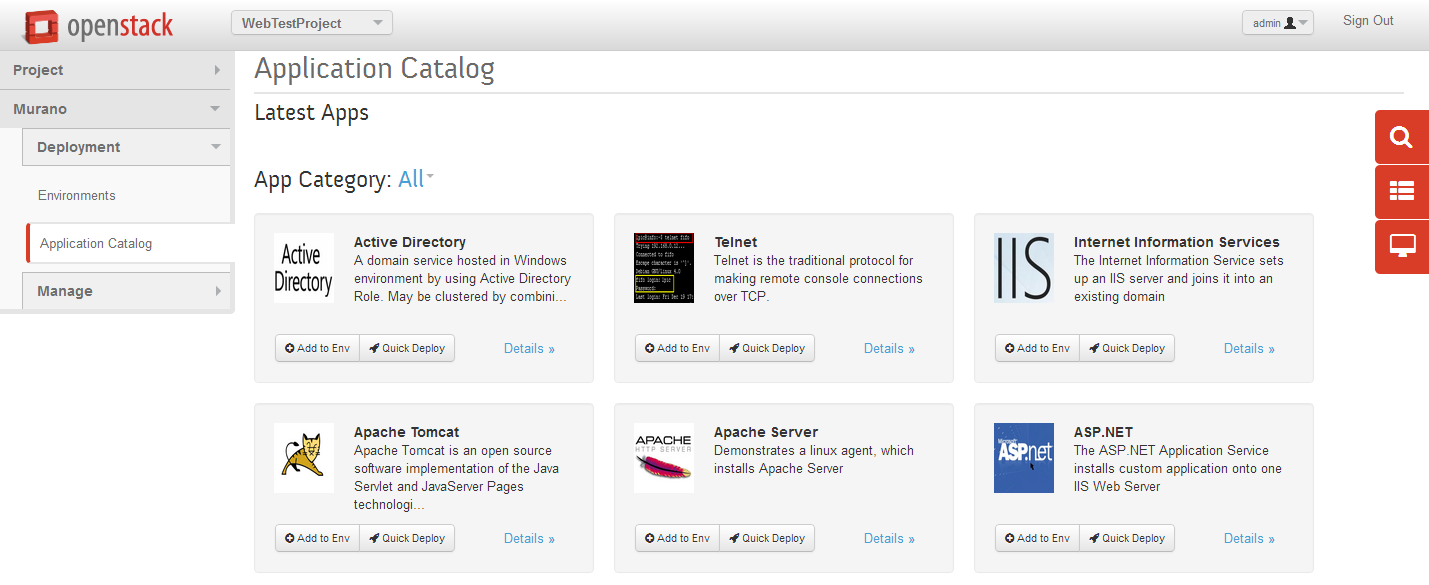 openstack
WebTestProject
admin
Sign Out
Project
Murano
Deployment
Environments
Application Catalog
Manage
Application Catalog
Latest Apps
App Category: All
Active
Directory
Active Directory
A domain service hosted in Windows
environment by using Active Directory
Role. May be clustered by combini...
Add to Env
Quick Deploy
Details »
Telnet
Telnet is the traditional protocol for
making remote console connections
over TCP.
Add to Env
Quick Deploy
Details »
IIS
Internet Information Services
The Internet Information Service sets
up an IIS server and joins it into an
existing domain
Add to Env
Quick Deploy
Details »
Apache Tomcat
Apache Tomcat is an open source
software implementation of the Java
Servlet and JavaServer Pages
technologi...
Add to Env
Quick Deploy
Details »
APACHE
HTTP SERVER
Apache Server
Demonstrates a linux agent, which
installs Apache Server
Add to Env
Quick Deploy
Details »
Microsoft
ASP.net
ASP.NET
The ASP.NET Application Service
installs custom application onto one
IIS Web Server
Add to Env
Quick Deploy
Details »